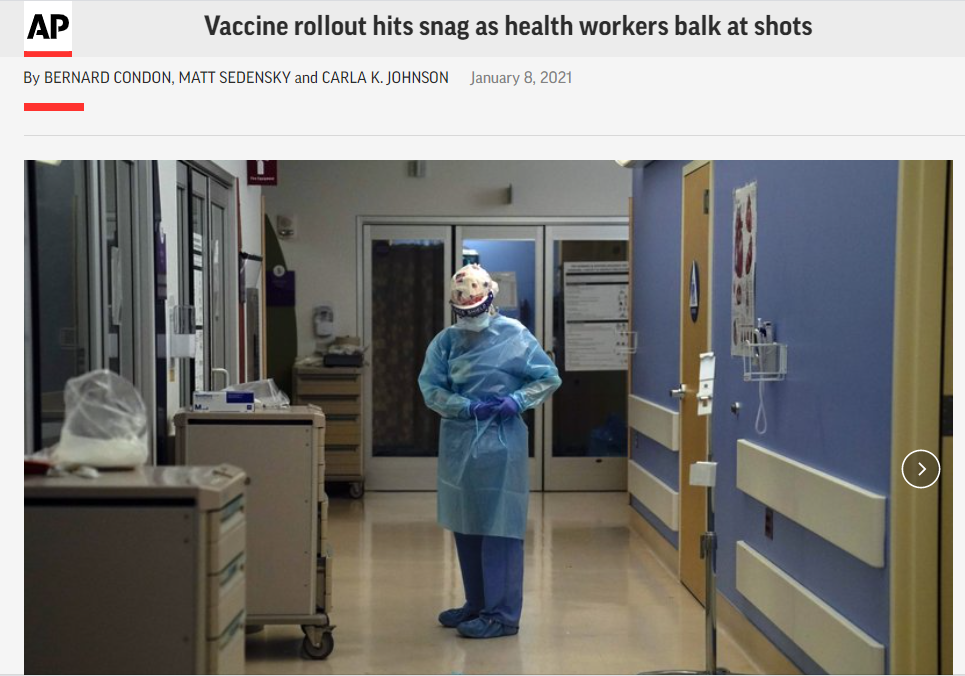 AP
Vaccine rollout hits snag as health workers balk at shots
By BERNARD CONDON, MATT SEDENSKY and CARLA K. JOHNSON January 8, 2021